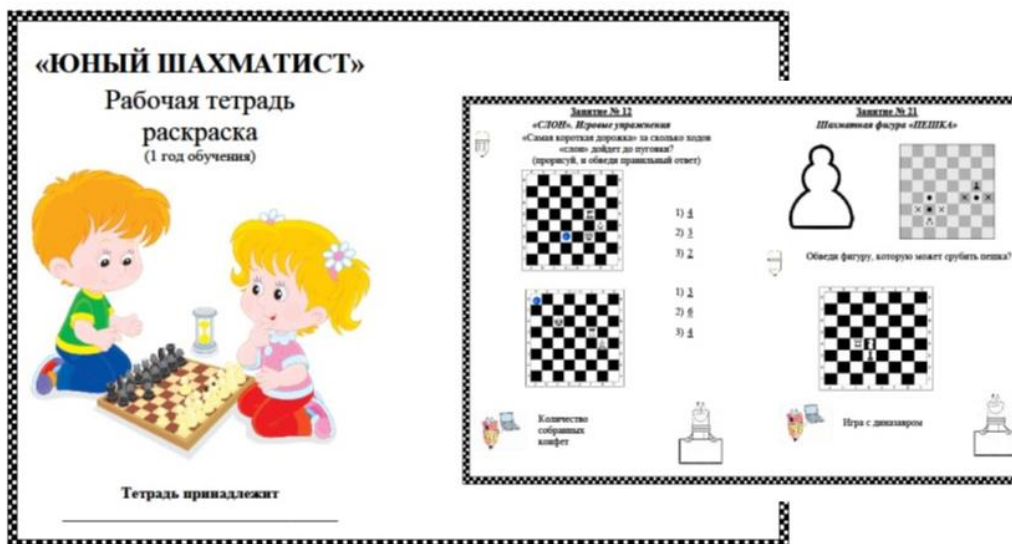 «ЮНЫЙ ШАХМАТИСТ»
Рабочая тетрадь
раскраска
(1 год обучения)
Тетрадь принадлежит
Занятие № 12
«СЛОН». Игровые упражнения
«Самая короткая дорожка» за сколько ходов
«слон» дойдет до пуговки?
(прорисуй, и обведи правильный ответ)
1) 4
2) 3
3) 2
1) 3
2) 6
3) 4
Количество
собранных
конфет
Занятие № 21
Шахматная фигура «ПЕШКА»
Обведи фигуру, которую может срубить пешка?
Игра с динозавром